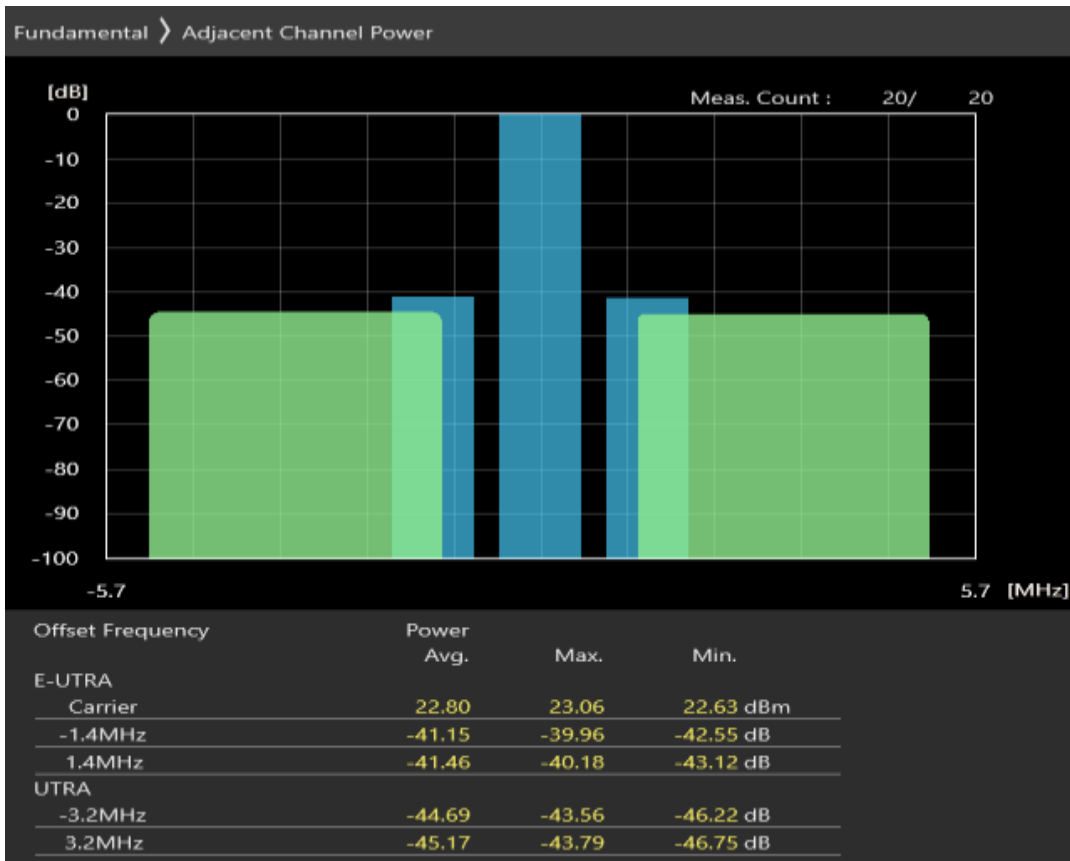 Fundamental 〉 Adjacent Channel Power
[dB]
Meas. Count : 20/ 20
0
-10
-20
-30
-40
-50
-60
-70
-80
-90
-100
-5.7 5.7 [MHz]
Offset Frequency Power
Avg. Max. Min.
E-UTRA
Carrier 22.80 23.06 22.63 dBm
-1.4MHz -41.15 -39.96 -42.55 dB
1.4MHz -41.46 -40.18 -43.12 dB
UTRA
-3.2MHz -44.69 -43.56 -46.22 dB
3.2MHz -45.17 -43.79 -46.75 dB